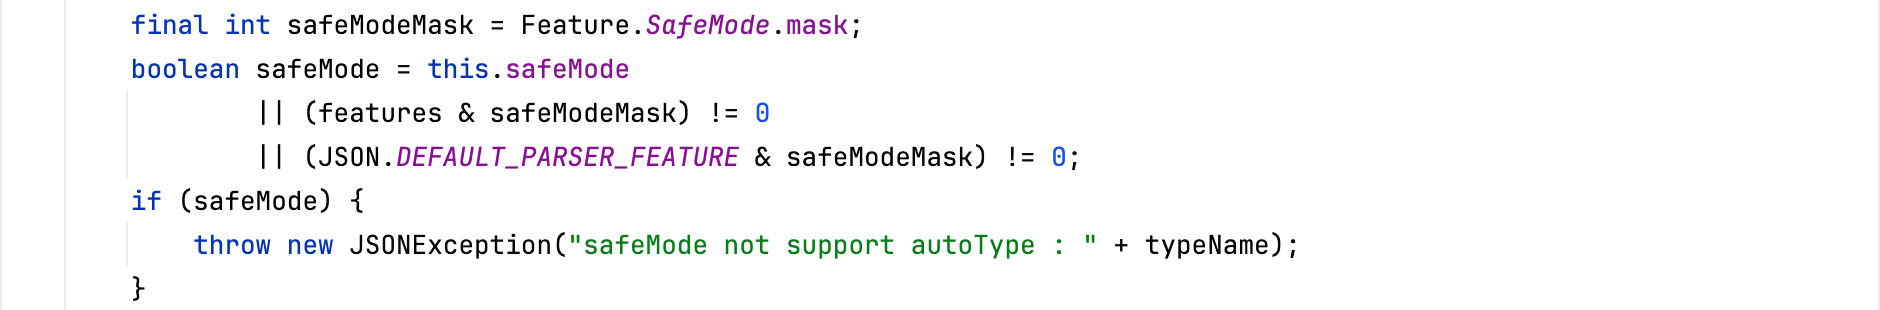 final int safeModeMask = Feature.SafeMode.mask;
boolean safeMode = this.safeMode
        || (features & safeModeMask) != 0
        || (JSON.DEFAULT_PARSER_FEATURE & safeModeMask) != 0;
if (safeMode) {
    throw new JSONException("safeMode not support autoType : " + typeName);
}